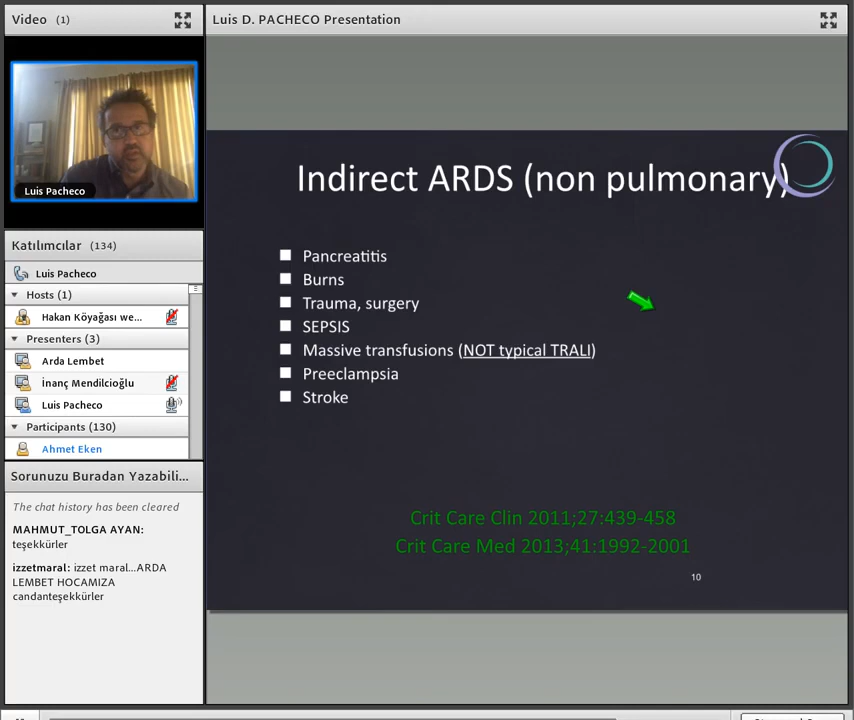 Video (1)
Luis Pacheco
Katılımcılar (134)
Luis Pacheco
Hosts (1)
Hakan Köyağası we...
Presenters (3)
Arda Lembet
İnanç Mendilcioğlu
Luis Pacheco
Participants (130)
Ahmet Eken
Sorunuzu Buradan Yazabili...
The chat history has been cleared
MAHMUT_TOLGA AYAN:
teşekkürler
izzetmaral: izzet maral...ARDA
LEMBET HOCAMIZA
candanteşekkürler
Luis D. PACHECO Presentation
Indirect ARDS (non pulmonary)
Pancreatitis
Burns
Trauma, surgery
SEPSIS
Massive transfusions (NOT typical TRALI)
Preeclampsia
Stroke
Crit Care Clin 2011;27:439-458
Crit Care Med 2013;41:1992-2001
10